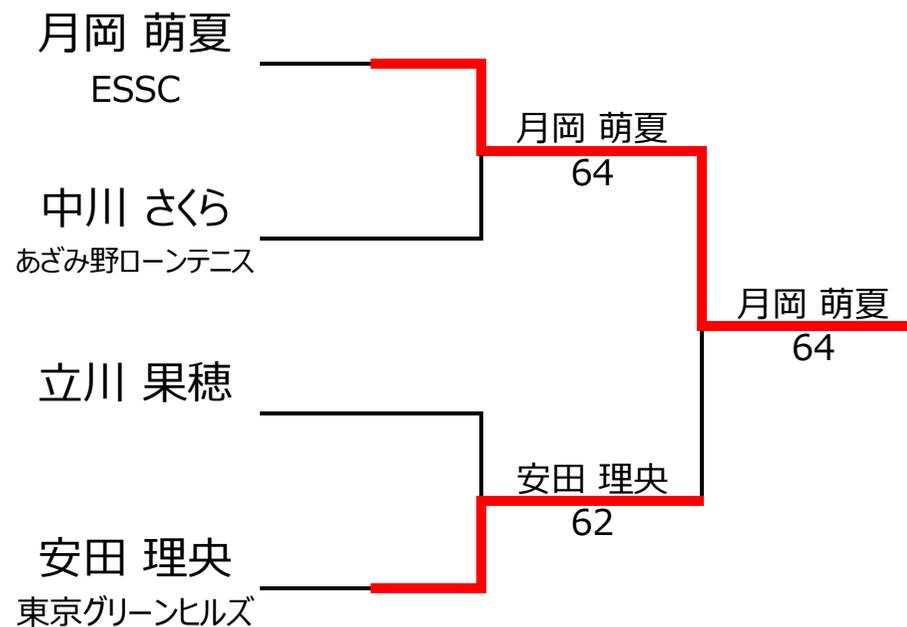 月岡 萌夏
ESSC
月岡 萌夏
64
中川 さくら
あざみ野ローンテニス
月岡 萌夏
64
立川 果穂
安田 理央
62
安田 理央
東京グリーンヒルズ